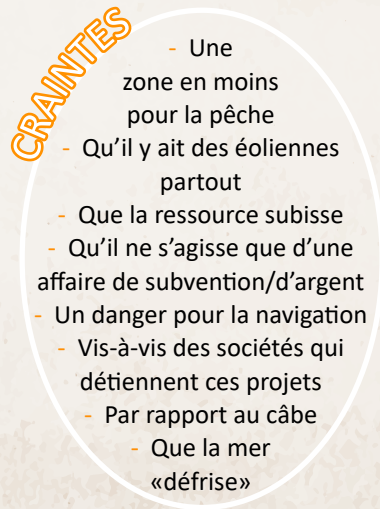 CRAINTES
- Une
zone en moins
pour la pêche
- Qu'il y ait des éoliennes
partout
- Que la ressource subisse
- Qu'il ne s'agisse que d'une
affaire de subvention/d'argent
- Un danger pour la navigation
- Vis-à-vis des sociétés qui
détiennent ces projets
- Par rapport au câbe
- Que la mer
«défrise»